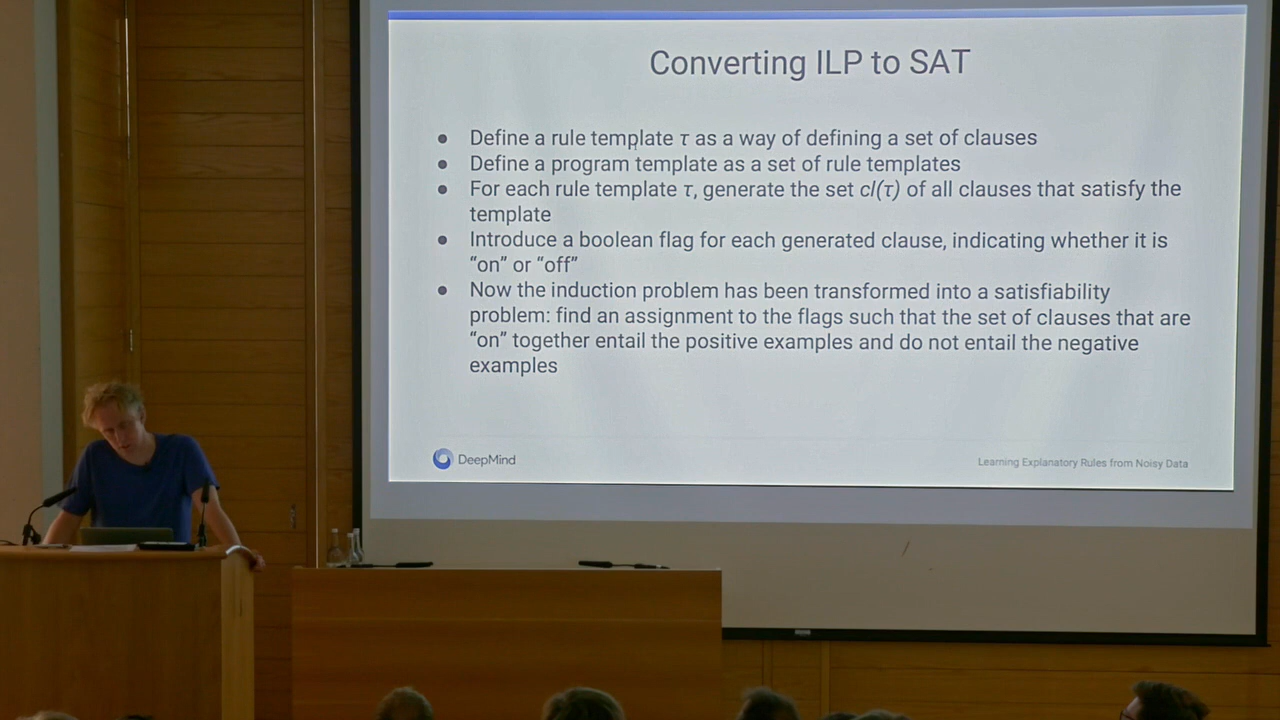 Converting ILP to SAT
● Define a rule template τ as a way of defining a set of clauses
● Define a program template as a set of rule templates
● For each rule template τ, generate the set cl(τ) of all clauses that satisfy the
template
● Introduce a boolean flag for each generated clause, indicating whether it is
“on” or “off”
● Now the induction problem has been transformed into a satisfiability
problem: find an assignment to the flags such that the set of clauses that are
“on” together entail the positive examples and do not entail the negative
examples
DeepMind
Learning Explanatory Rules from Noisy Data